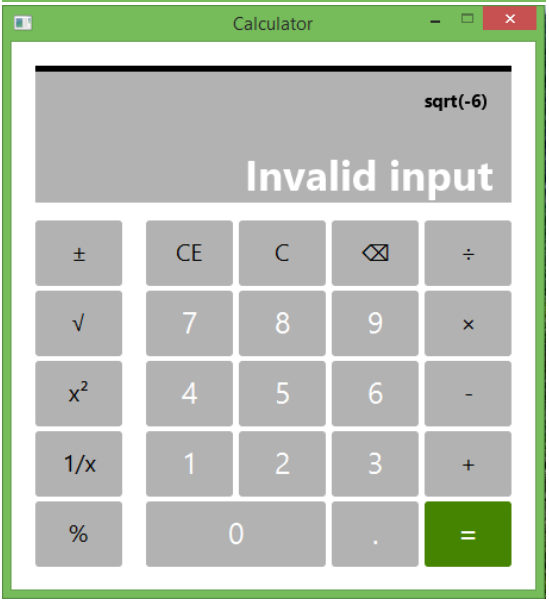 Calculator
sqrt(-6)
Invalid input
± CE C ⌫ ÷
√ 7 8 9 ×
x² 4 5 6 -
1/x 1 2 3 +
% 0 . =